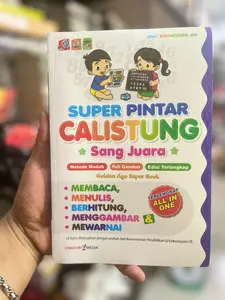 SUPER PINTAR
CALISTUNG
Sang Juara
Metode Mudah Full Gambar Edisi Terlengkap
Golden Age Super Book
• MEMBACA,
• MENULIS,
• BERHITUNG,
• MENGGAMBAR &
• MEWARNAI
TERLENGKAP
ALL IN
ONE